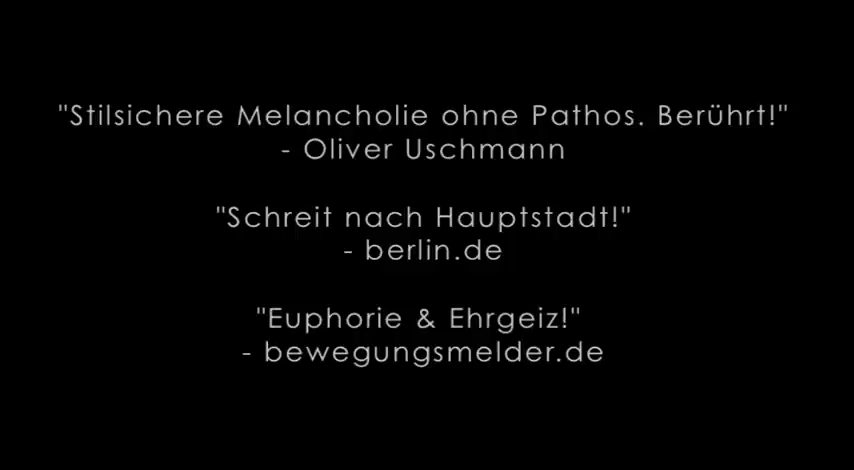 "Stilsichere Melancholie ohne Pathos. Berührt!"
- Oliver Uschmann
"Schreit nach Hauptstadt!"
- berlin.de
"Euphorie & Ehrgeiz!"
- bewegungsmelder.de